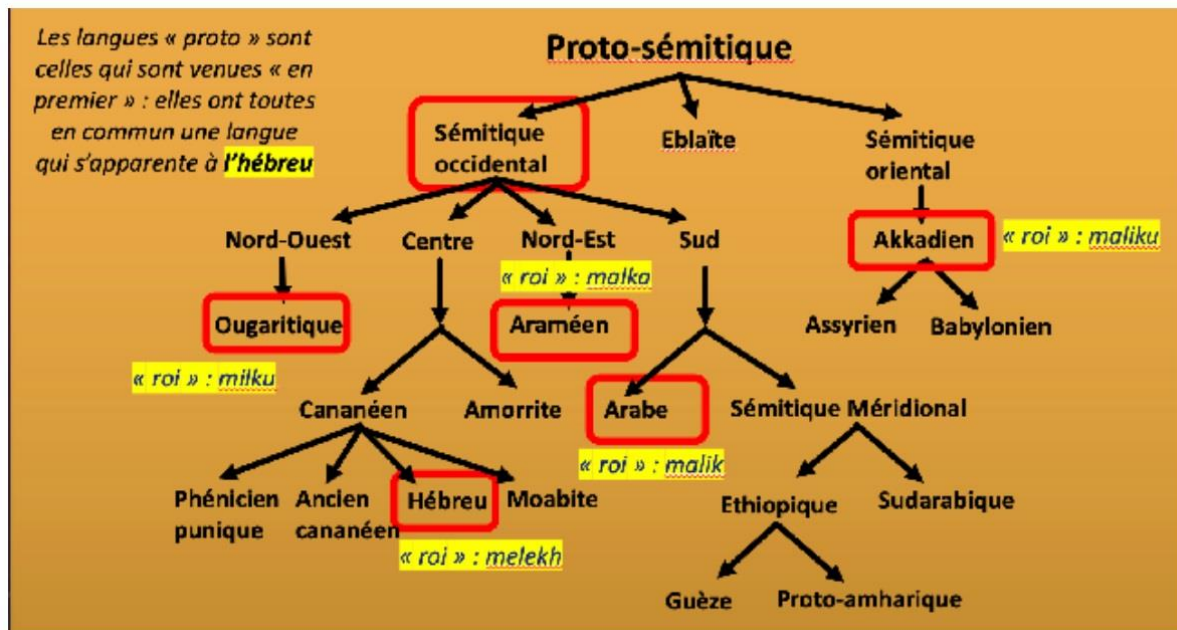 Les langues « proto » sont
celles qui sont venues « en
premier » : elles ont toutes
en commun une langue
qui s’apparente à l’hébreu
Proto-sémitique
Sémitique
occidental
Eblaïte
Sémitique
oriental
Nord-Ouest
Centre
Nord-Est
Sud
Akkadien
« roi » : maliku
« roi » : malka
Ougaritique
Araméen
Assyrien
Babylonien
« roi » : milku
Cananéen
Amorrite
Arabe
Sémitique Méridional
« roi » : malik
Phénicien
punique
Ancien
cananéen
Hébreu
Moabite
Ethiopique
Sudarabique
« roi » : melekh
Guèze
Proto-amharique